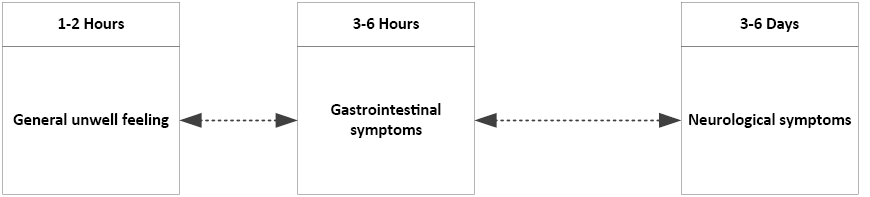 1-2 Hours
General unwell feeling
3-6 Hours
Gastrointestinal
symptoms
3-6 Days
Neurological symptoms